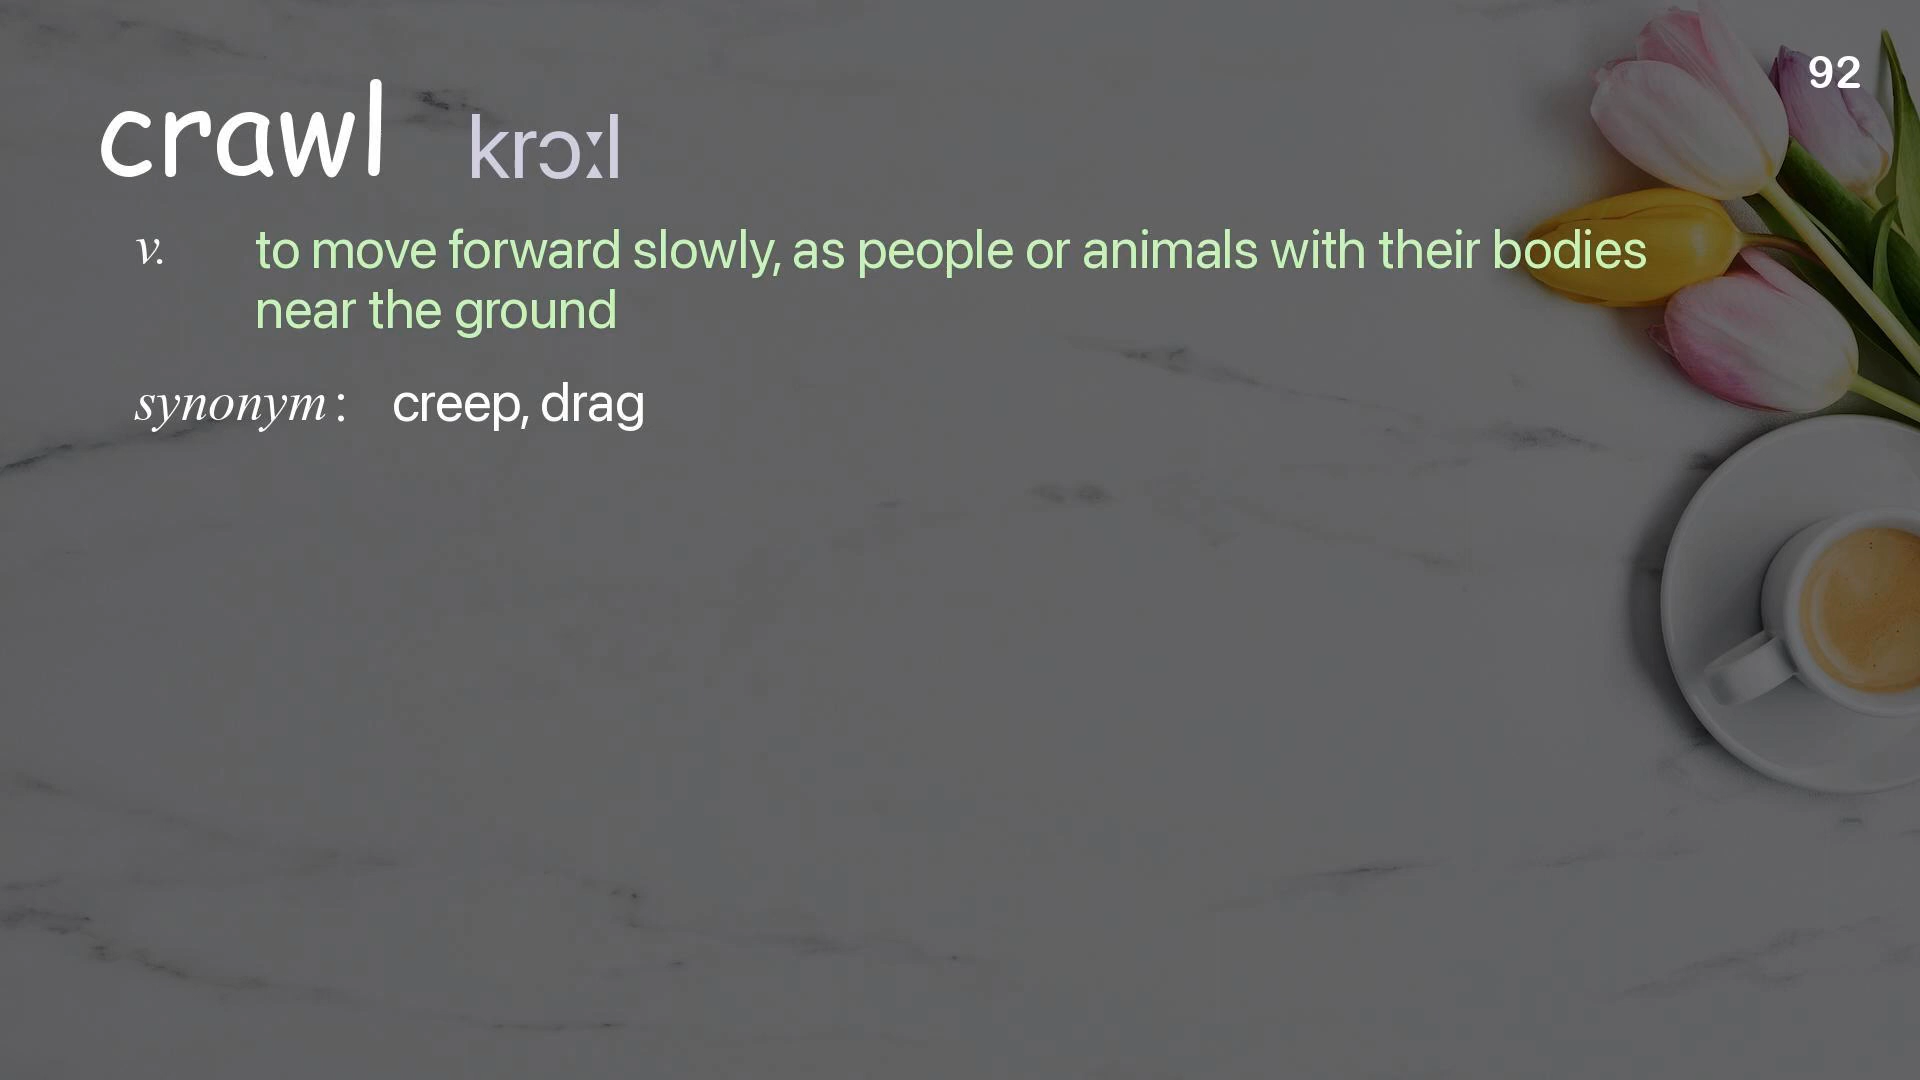 92
crawl krɔːl
v. to move forward slowly, as people or animals with their bodies
near the ground
synonym: creep, drag